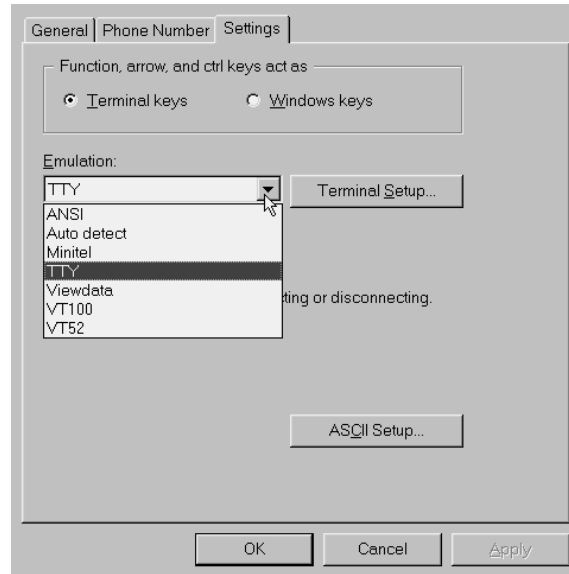 General Phone Number Settings
Function, arrow, and ctrl keys act as
Terminal keys Windows keys
Emulation:
TTY Terminal Setup...
ANSI
Auto detect
Minitel
TTY
Viewdata
VT100
VT52
ting or disconnecting.
ASCII Setup...
OK Cancel Apply